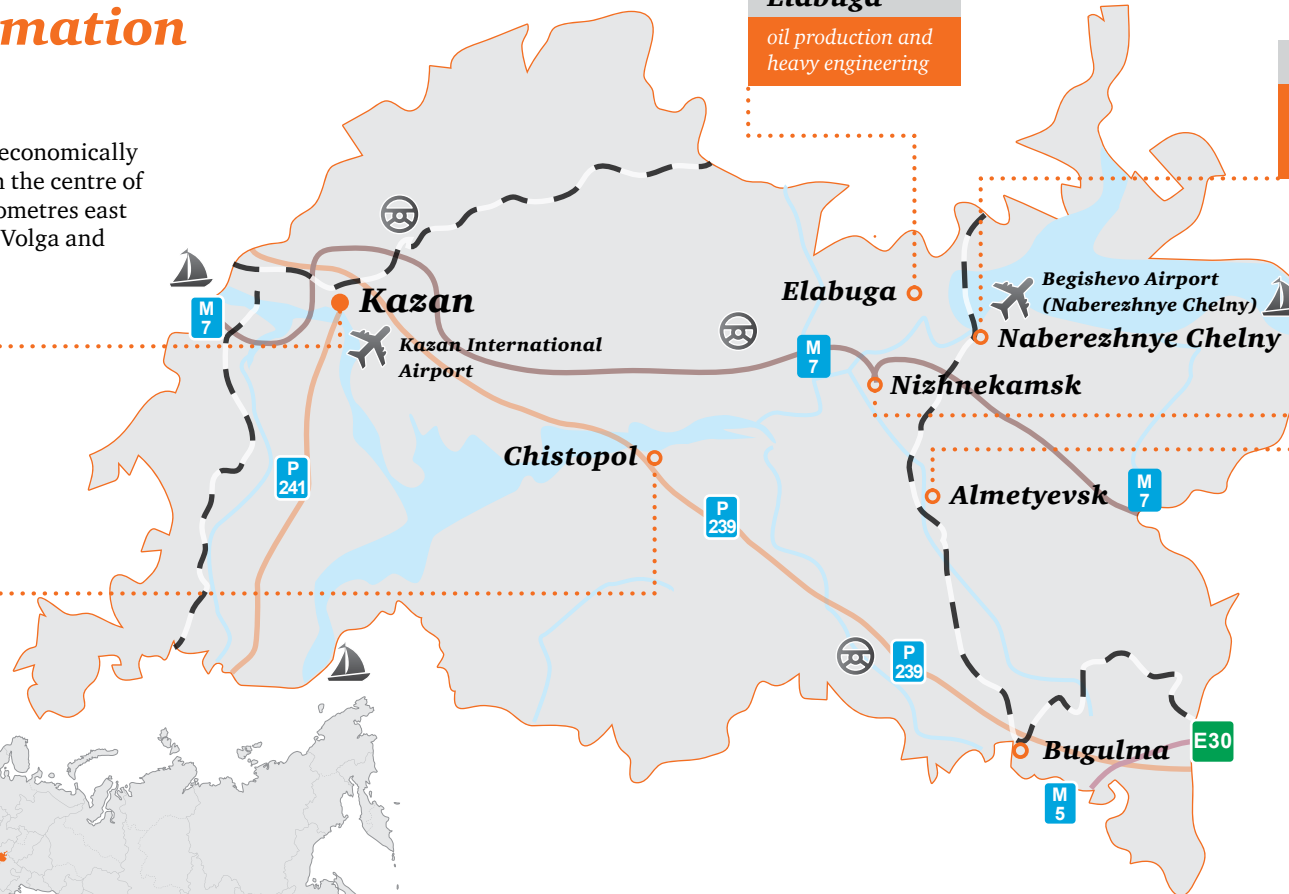 mation
economically
n the centre of
ometres east
Volga and
Elabuga
oil production and
heavy engineering
Elabuga
Begishevo Airport
(Naberezhnye Chelny)
Naberezhnye Chelny
Kazan
M
7
Kazan International
Airport
M
7
Nizhnekamsk
Chistopol
P
241
Almetyevsk
M
7
P
239
P
239
Bugulma
E30
M
5